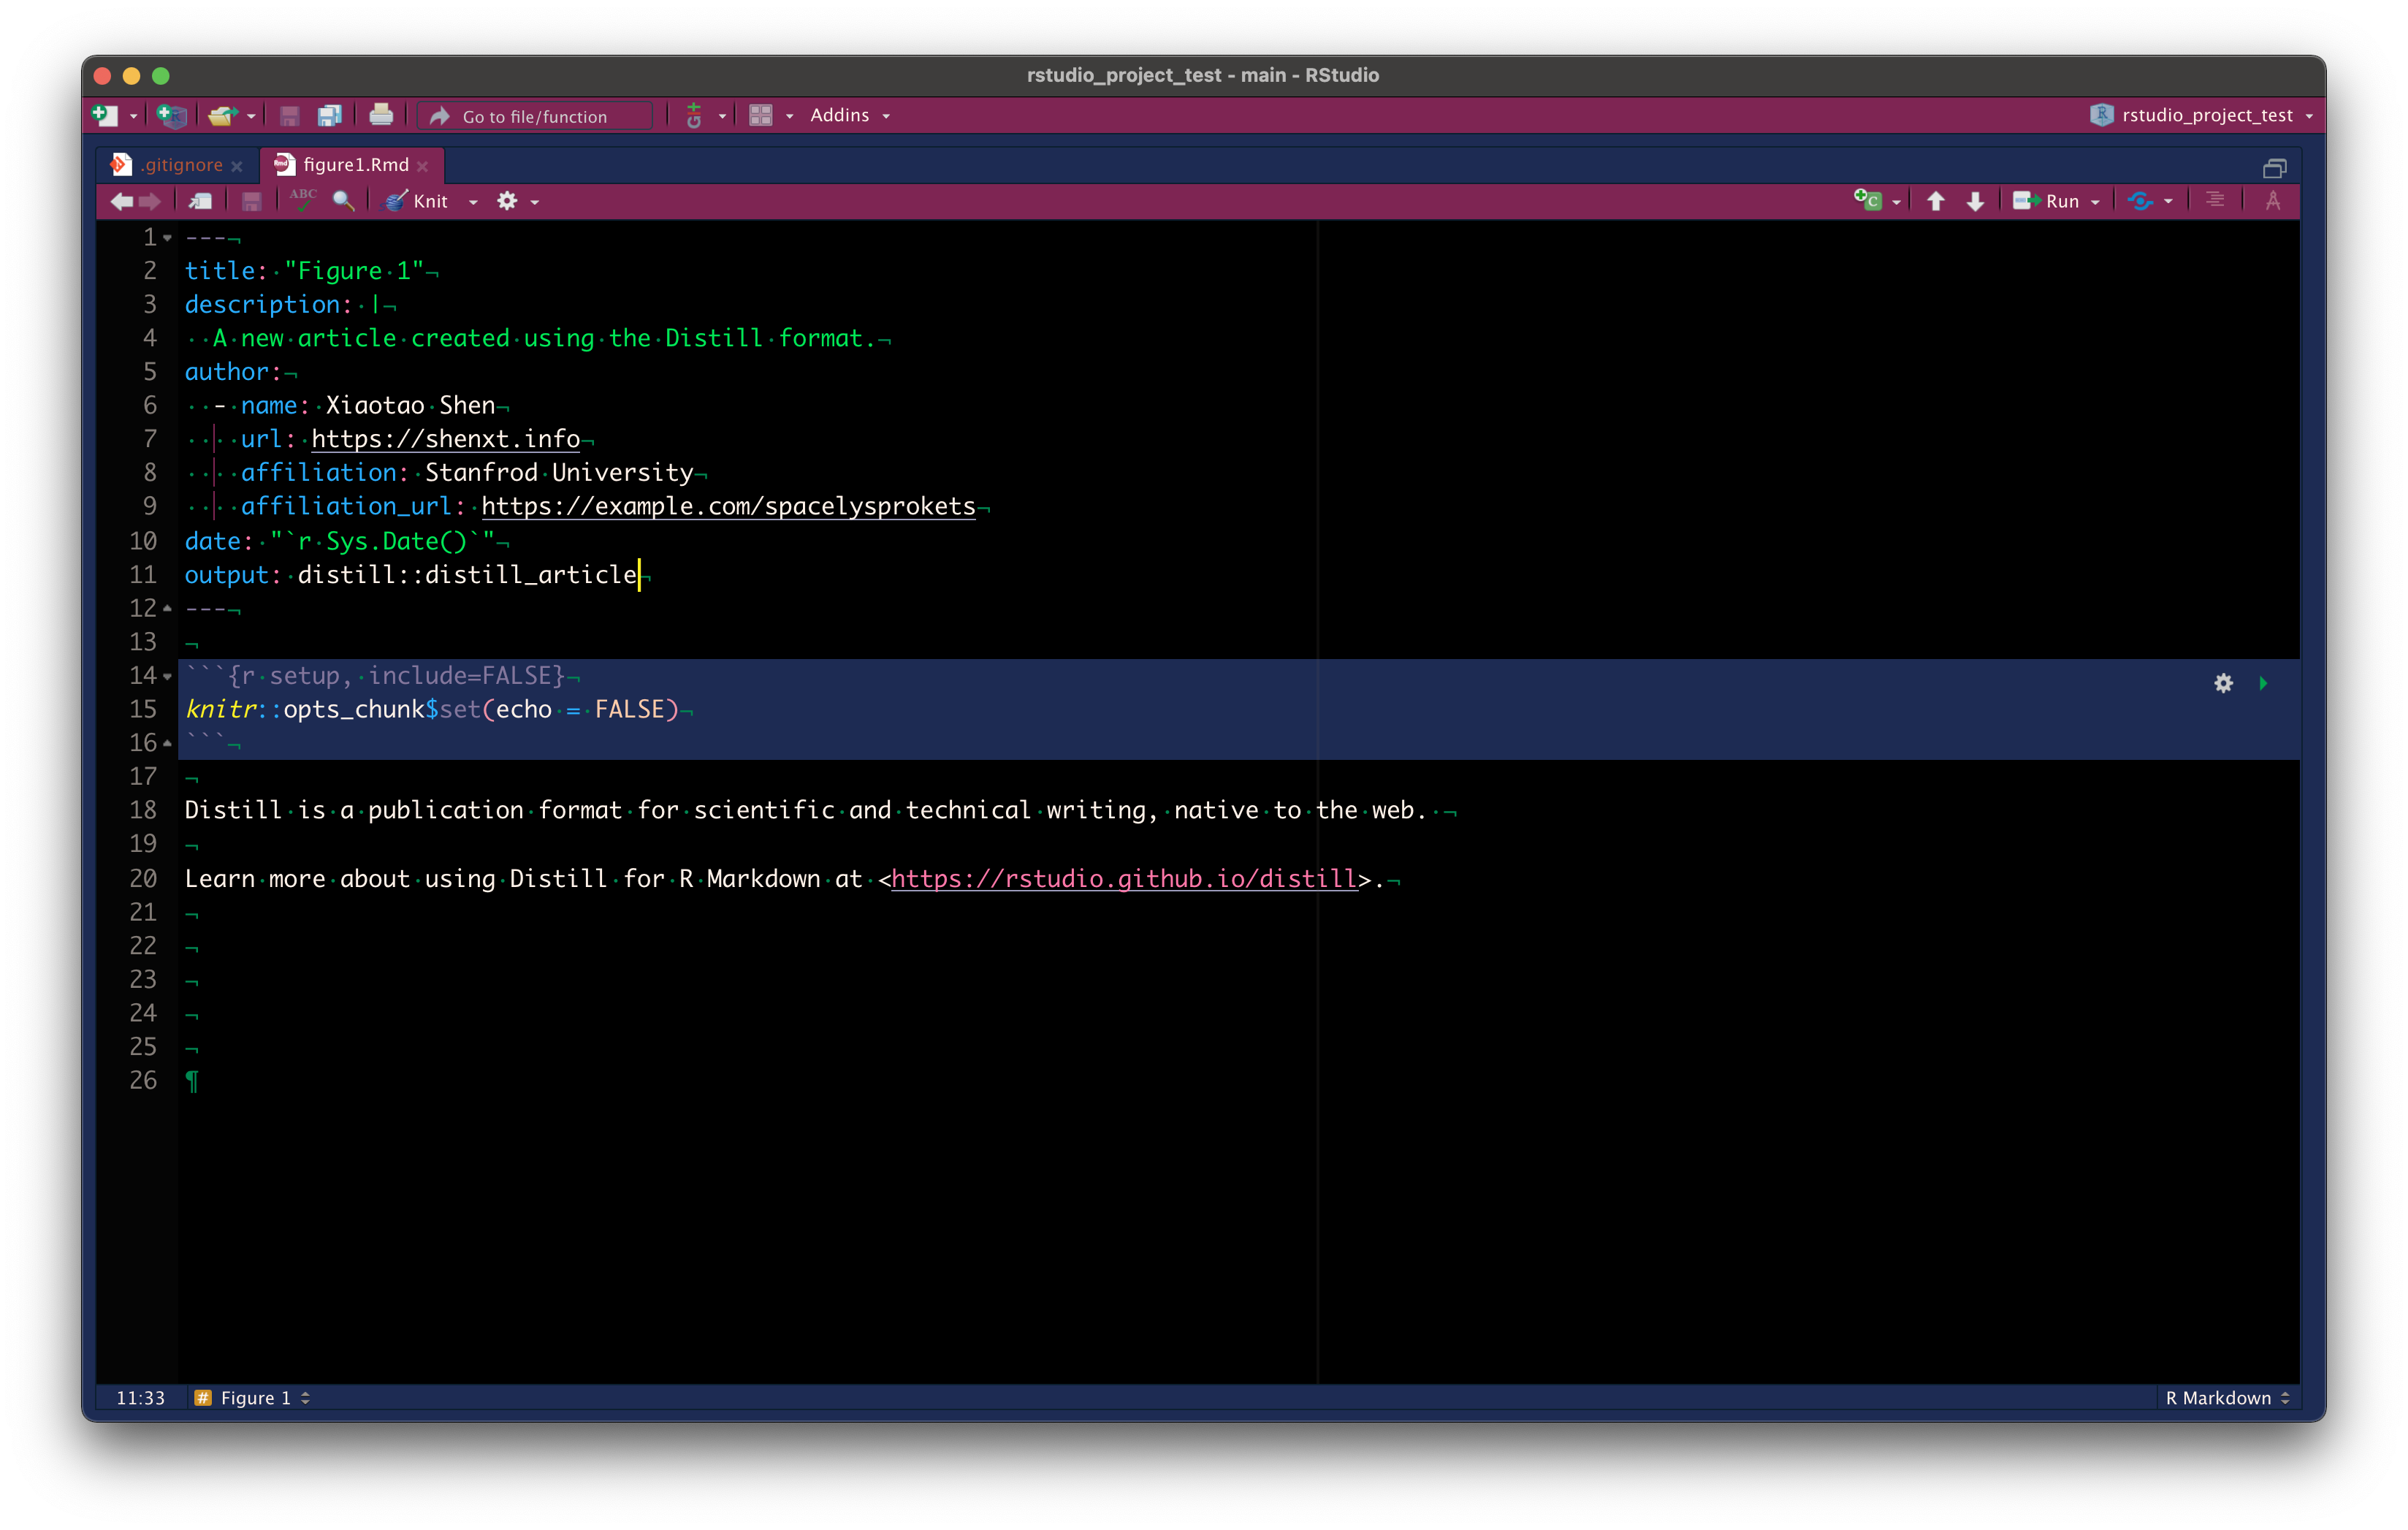 rstudio_project_test - main - RStudio
Go to file/function
Git
Addins
rstudio_project_test
.gitignore
figure1.Rmd
ABC
Knit
Run
1 ---
2 title: "Figure 1"
3 description: |
4 A new article created using the Distill format.
5 author:
6 - name: Xiaotao Shen
7 url: https://shenxt.info
8 affiliation: Stanfrod University
9 affiliation_url: https://example.com/spacelysprokets
10 date: "`r Sys.Date()`"
11 output: distill::distill_article
12 ---
13
14 ```{r setup, include=FALSE}
15 knitr::opts_chunk$set(echo = FALSE)
16 ```
17
18 Distill is a publication format for scientific and technical writing, native to the web.
19
20 Learn more about using Distill for R Markdown at <https://rstudio.github.io/distill>.
21
22
23
24
25
26
11:33
# Figure 1
R Markdown